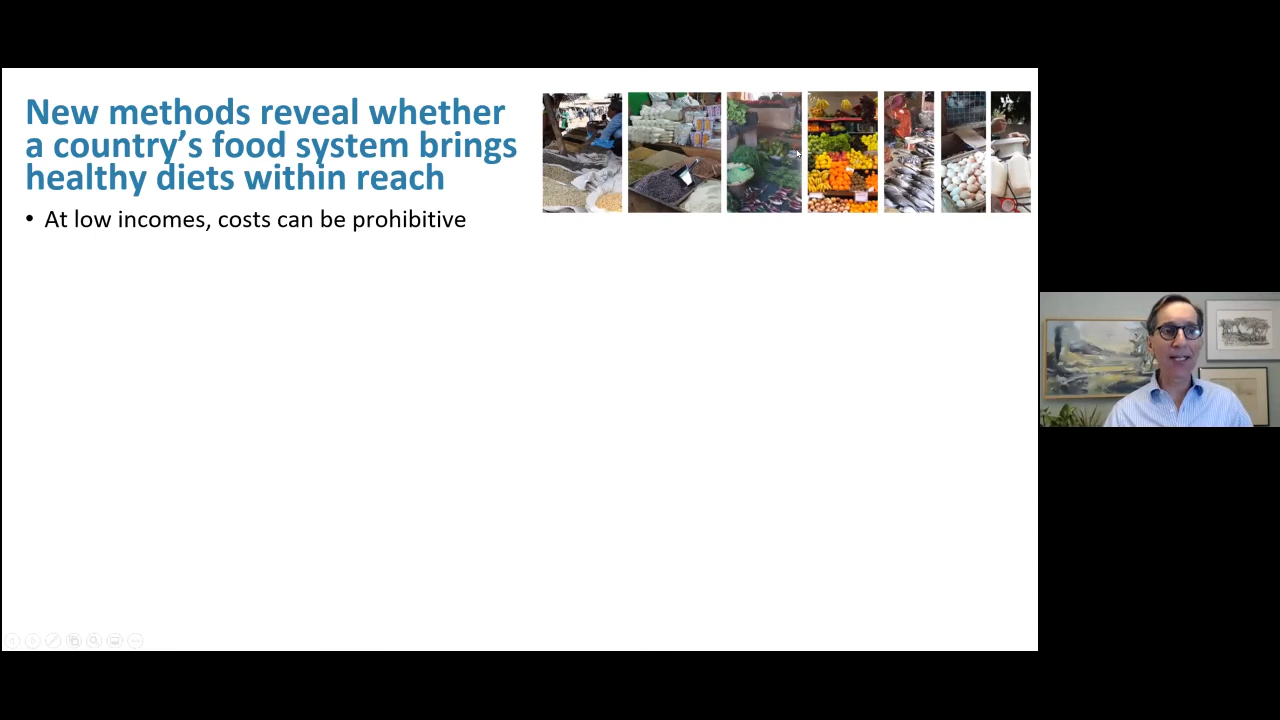 New methods reveal whether
a country's food system brings
healthy diets within reach
• At low incomes, costs can be prohibitive